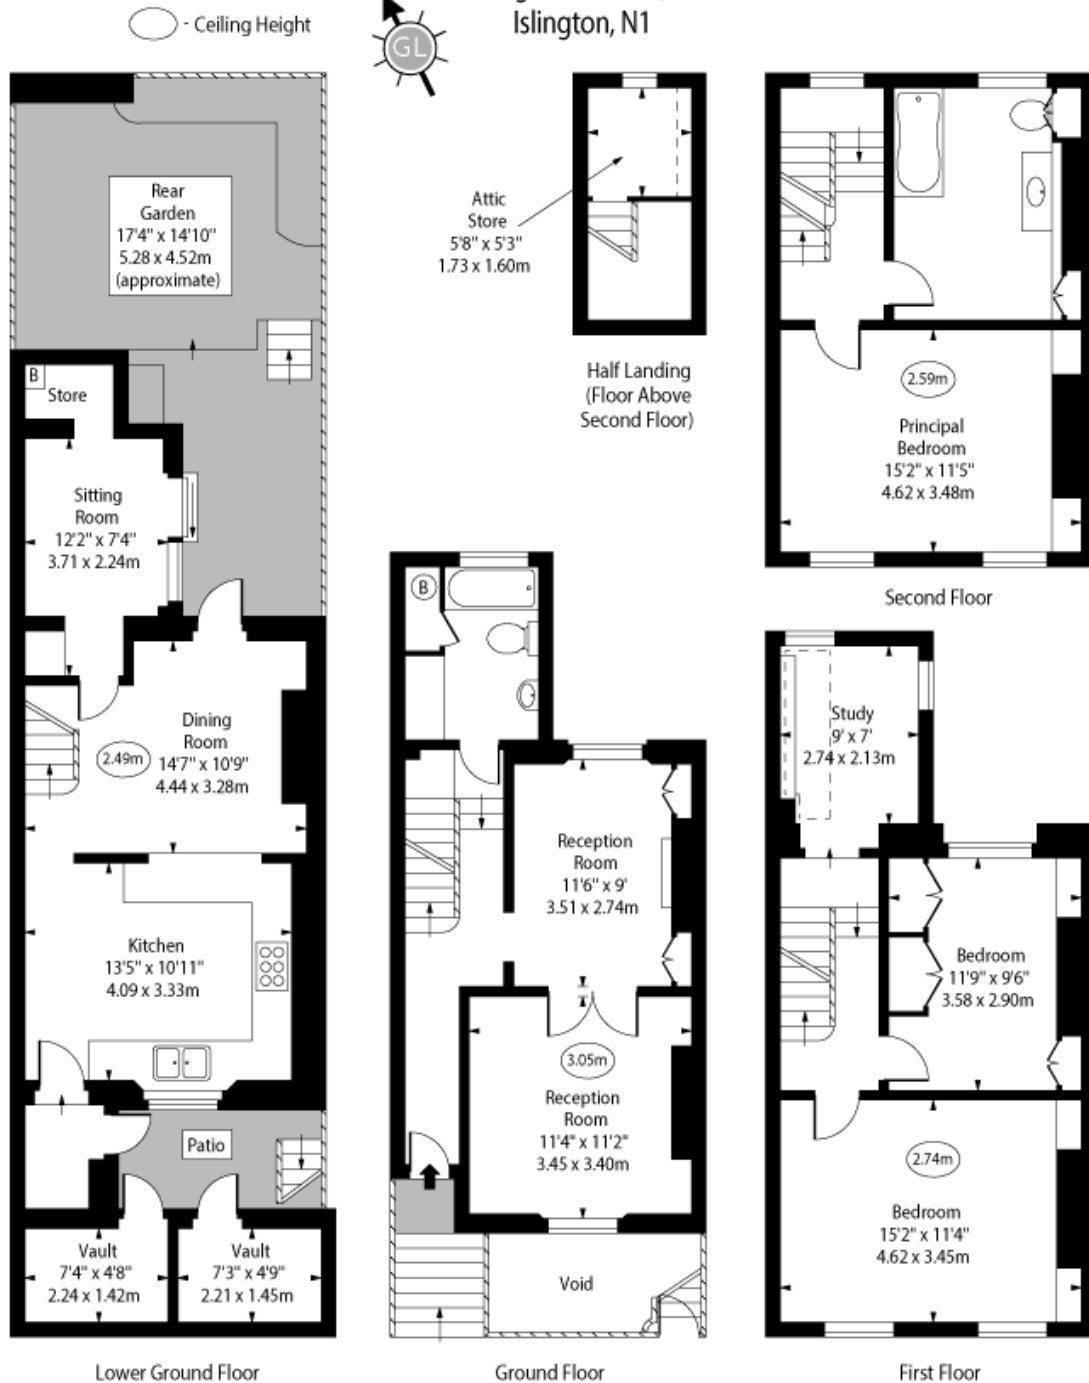 - Ceiling Height
GL
Islington, N1
Rear
Garden
17'4" x 14'10"
5.28 x 4.52m
(approximate)
B
Store
Sitting
Room
12'2" x 7'4"
3.71 x 2.24m
Dining
Room
14'7" x 10'9"
4.44 x 3.28m
2.49m
Kitchen
13'5" x 10'11"
4.09 x 3.33m
Patio
Vault
7'4" x 4'8"
2.24 x 1.42m
Vault
7'3" x 4'9"
2.21 x 1.45m
Lower Ground Floor
Attic
Store
5'8" x 5'3"
1.73 x 1.60m
Half Landing
(Floor Above
Second Floor)
B
Reception
Room
11'6" x 9'
3.51 x 2.74m
3.05m
Reception
Room
11'4" x 11'2"
3.45 x 3.40m
Void
Ground Floor
2.59m
Principal
Bedroom
15'2" x 11'5"
4.62 x 3.48m
Second Floor
Study
9' x 7'
2.74 x 2.13m
Bedroom
11'9" x 9'6"
3.58 x 2.90m
2.74m
Bedroom
15'2" x 11'4"
4.62 x 3.45m
First Floor